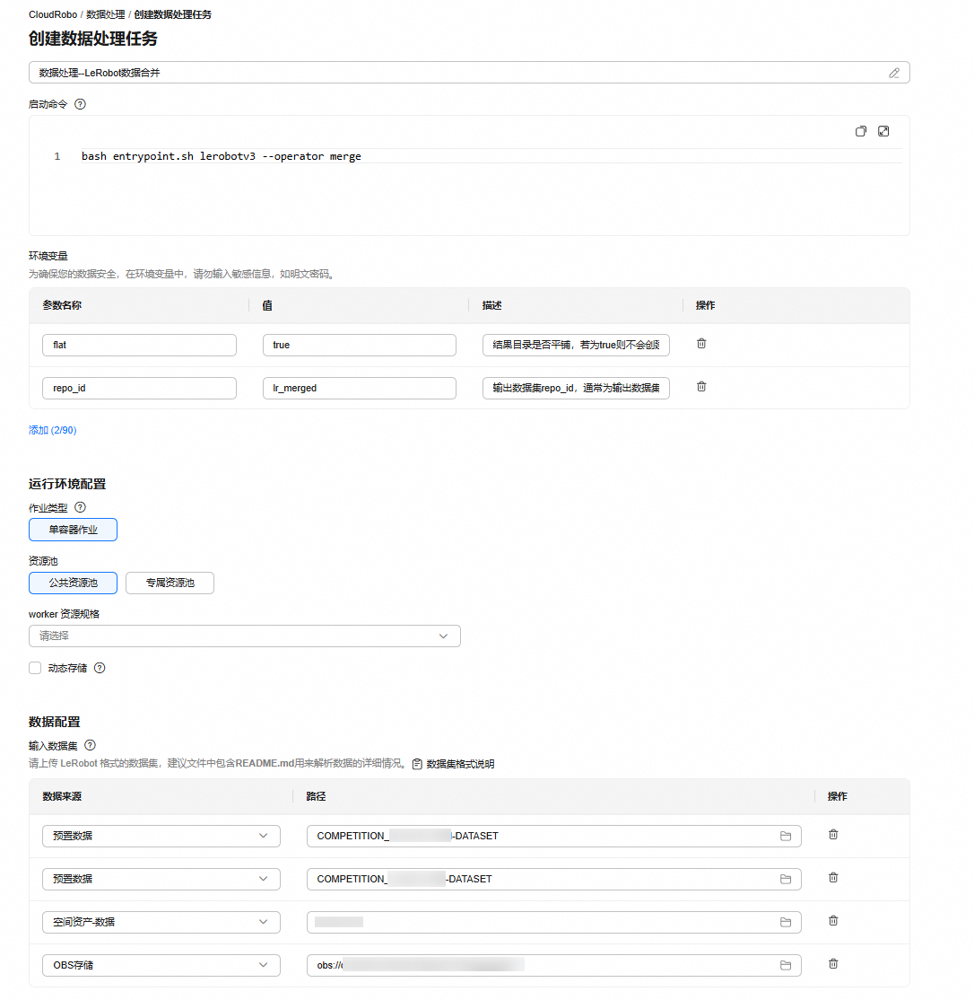 CloudRobo / 数据处理 / 创建数据处理任务
创建数据处理任务
数据处理--LeRobot数据合并
启动命令
1 bash entrypoint.sh lerobotv3 --operator merge
环境变量
为确保您的数据安全，在环境变量中，请勿输入敏感信息，如明文密码。
参数名称 值 描述 操作
flat true 结果目录是否平铺，若为true则不会创
repo_id lr_merged 输出数据集repo_id，通常为输出数据集
添加 (2/90)
运行环境配置
作业类型
单容器作业
资源池
公共资源池 专属资源池
worker 资源规格
请选择
动态存储
数据配置
输入数据集
请上传 LeRobot 格式的数据集，建议文件中包含README.md用来解析数据的详细情况。 数据集格式说明
数据来源 路径 操作
预置数据 COMPETITION_ -DATASET
预置数据 COMPETITION_ -DATASET
空间资产-数据
OBS存储 obs://